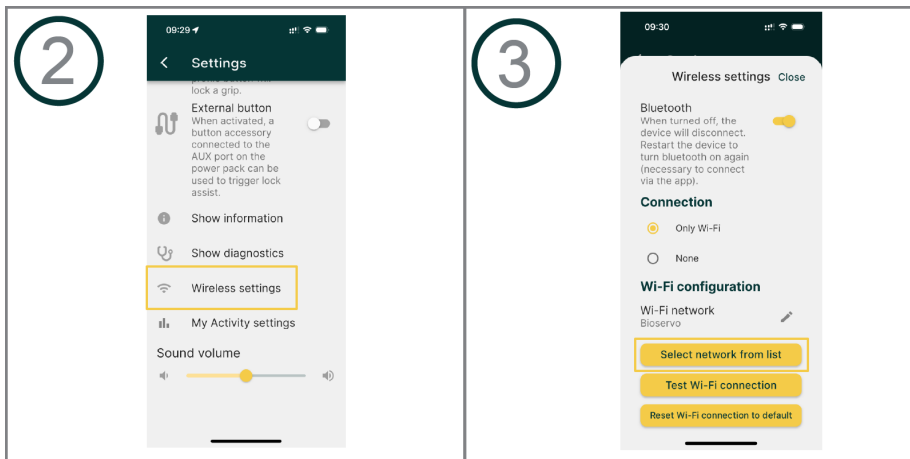 2
09:29
Settings
lock a grip.
External button
When activated, a
button accessory
connected to the
AUX port on the
power pack can be
used to trigger lock
assist.
Show information
Show diagnostics
Wireless settings
My Activity settings
Sound volume
3
09:30
Wireless settings Close
Bluetooth
When turned off, the
device will disconnect.
Restart the device to
turn bluetooth on again
(necessary to connect
via the app).
Connection
Only Wi-Fi
None
Wi-Fi configuration
Wi-Fi network
Bioservo
Select network from list
Test Wi-Fi connection
Reset Wi-Fi connection to default